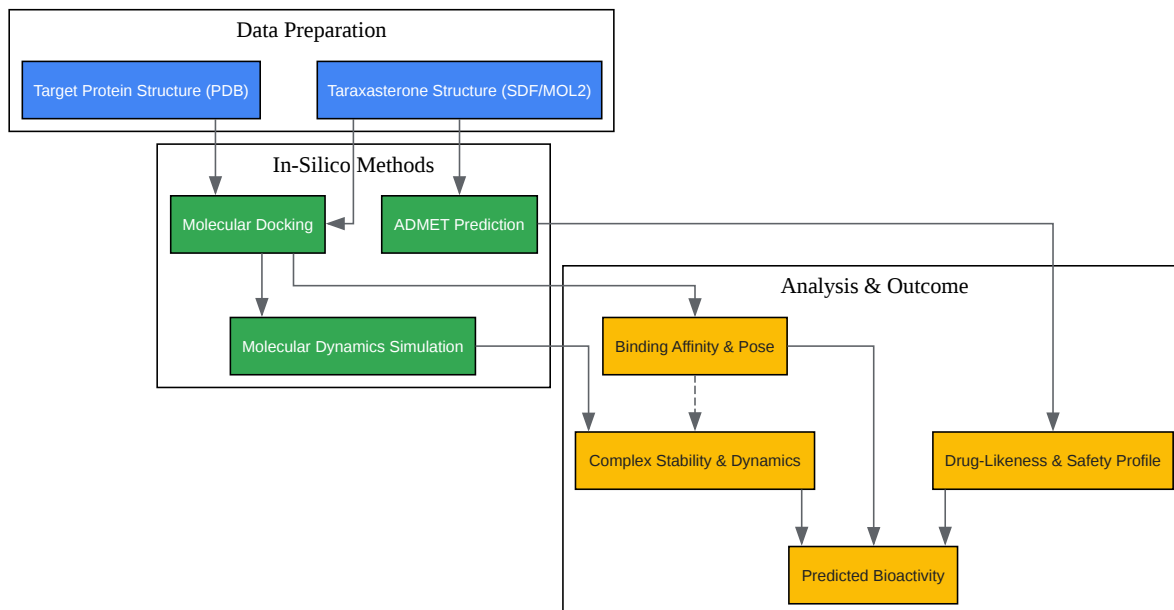 Data Preparation
Target Protein Structure (PDB)
Taraxasterone Structure (SDF/MOL2)
In-Silico Methods
Molecular Docking
ADMET Prediction
Molecular Dynamics Simulation
Analysis & Outcome
Binding Affinity & Pose
Complex Stability & Dynamics
Drug-Likeness & Safety Profile
Predicted Bioactivity